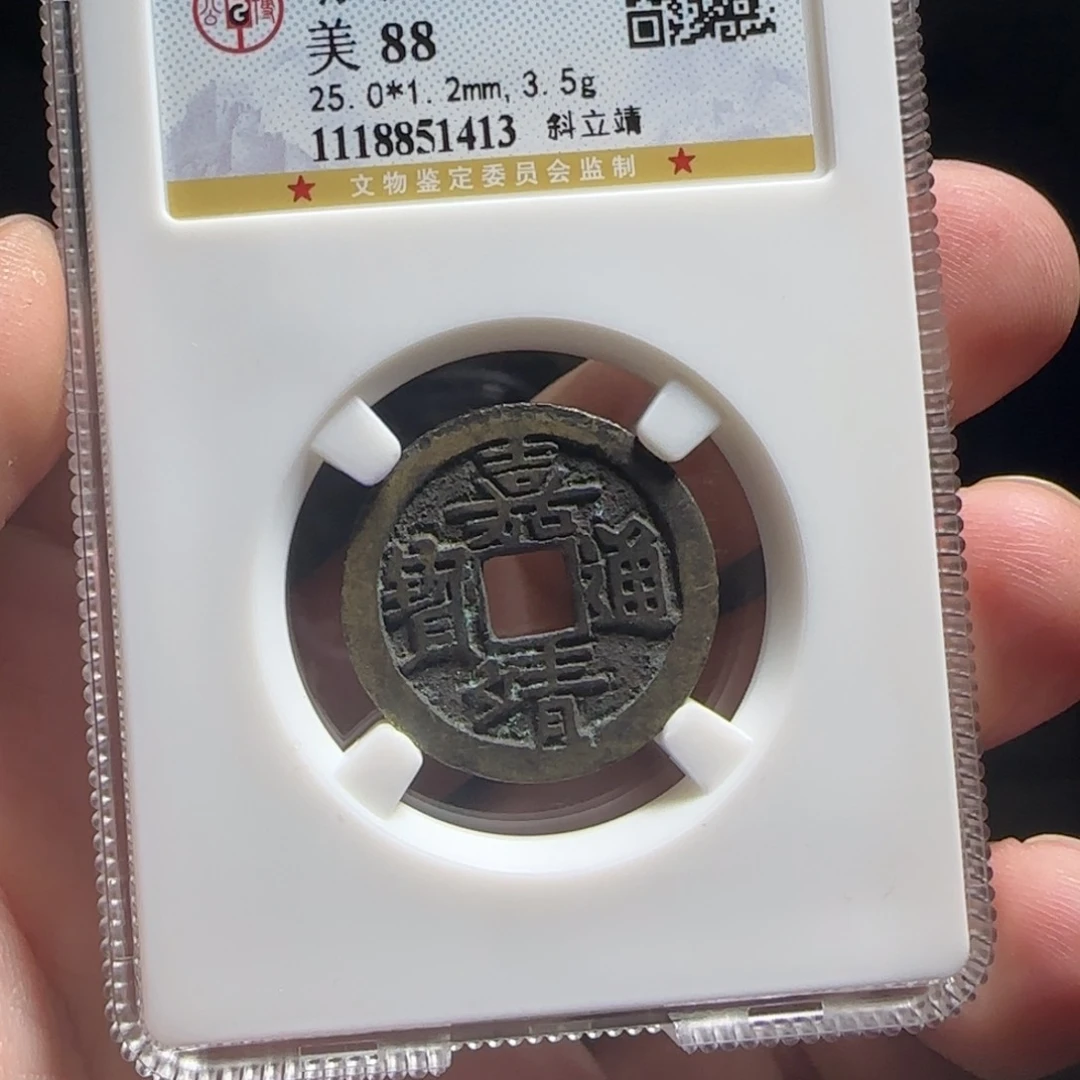 美 88
25.0*1.2mm, 3.5g
1118851413 斜立靖
文物鉴定委员会监制
嘉
寶 通
靖